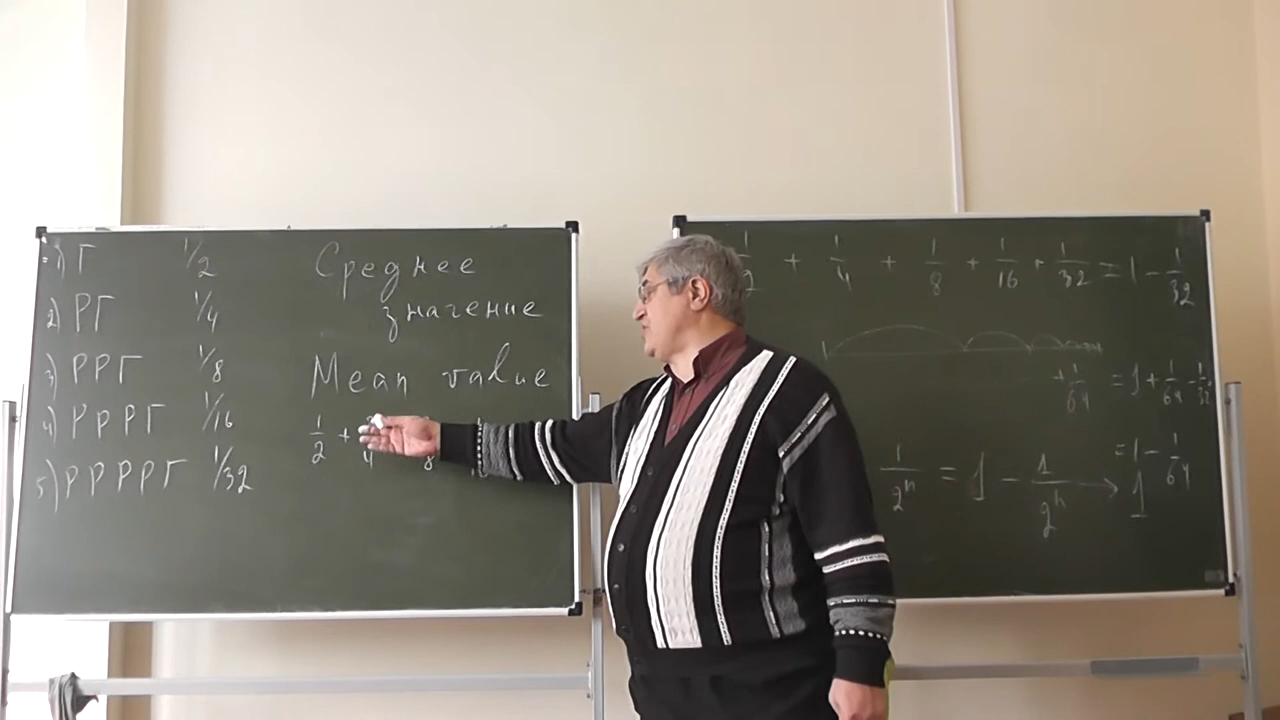 1) Г 1/2
2) РГ 1/4
3) РРГ 1/8
4) РРРГ 1/16
5) РРРРГ 1/32
Среднее
значение
Mean value
1/2 +
+ 1/4 + 1/8 + 1/16 + 1/32 = 1 - 1/32
+ 1/64 = 1 + 1/64 - 1/32
= 1 - 1/64
1/2ⁿ = 1 - 1/2ⁿ → 1